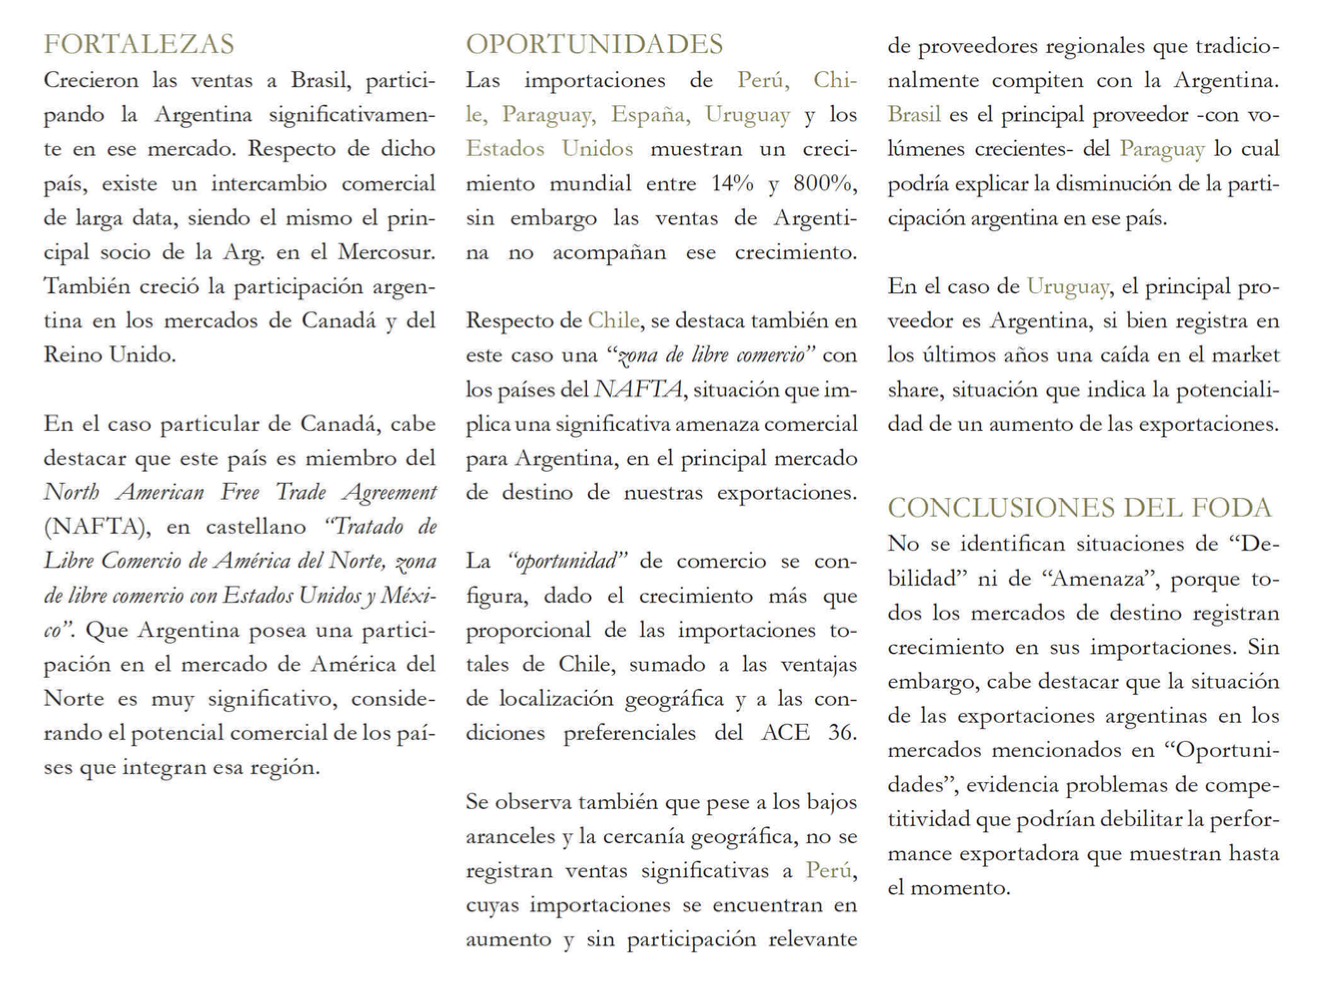 FORTALEZAS
Crecieron las ventas a Brasil, partici-
pando la Argentina significativamen-
te en ese mercado. Respecto de dicho
país, existe un intercambio comercial
de larga data, siendo el mismo el prin-
cipal socio de la Arg. en el Mercosur.
También creció la participación argen-
tina en los mercados de Canadá y del
Reino Unido.
En el caso particular de Canadá, cabe
destacar que este país es miembro del
North American Free Trade Agreement
(NAFTA), en castellano “Tratado de
Libre Comercio de América del Norte, zona
de libre comercio con Estados Unidos y Méxi-
co”. Que Argentina posea una partici-
pación en el mercado de América del
Norte es muy significativo, conside-
rando el potencial comercial de los paí-
ses que integran esa región.
OPORTUNIDADES
Las importaciones de Perú, Chi-
le, Paraguay, España, Uruguay y los
Estados Unidos muestran un creci-
miento mundial entre 14% y 800%,
sin embargo las ventas de Argenti-
na no acompañan ese crecimiento.
Respecto de Chile, se destaca también en
este caso una “zona de libre comercio” con
los países del NAFTA, situación que im-
plica una significativa amenaza comercial
para Argentina, en el principal mercado
de destino de nuestras exportaciones.
La “oportunidad” de comercio se con-
figura, dado el crecimiento más que
proporcional de las importaciones to-
tales de Chile, sumado a las ventajas
de localización geográfica y a las con-
diciones preferenciales del ACE 36.
Se observa también que pese a los bajos
aranceles y la cercanía geográfica, no se
registran ventas significativas a Perú,
cuyas importaciones se encuentran en
aumento y sin participación relevante
de proveedores regionales que tradicio-
nalmente compiten con la Argentina.
Brasil es el principal proveedor -con vo-
lúmenes crecientes- del Paraguay lo cual
podría explicar la disminución de la parti-
cipación argentina en ese país.
En el caso de Uruguay, el principal pro-
veedor es Argentina, si bien registra en
los últimos años una caída en el market
share, situación que indica la potenciali-
dad de un aumento de las exportaciones.
CONCLUSIONES DEL FODA
No se identifican situaciones de “De-
bilidad” ni de “Amenaza”, porque to-
dos los mercados de destino registran
crecimiento en sus importaciones. Sin
embargo, cabe destacar que la situación
de las exportaciones argentinas en los
mercados mencionados en “Oportuni-
dades”, evidencia problemas de compe-
titividad que podrían debilitar la perfor-
mance exportadora que muestran hasta
el momento.